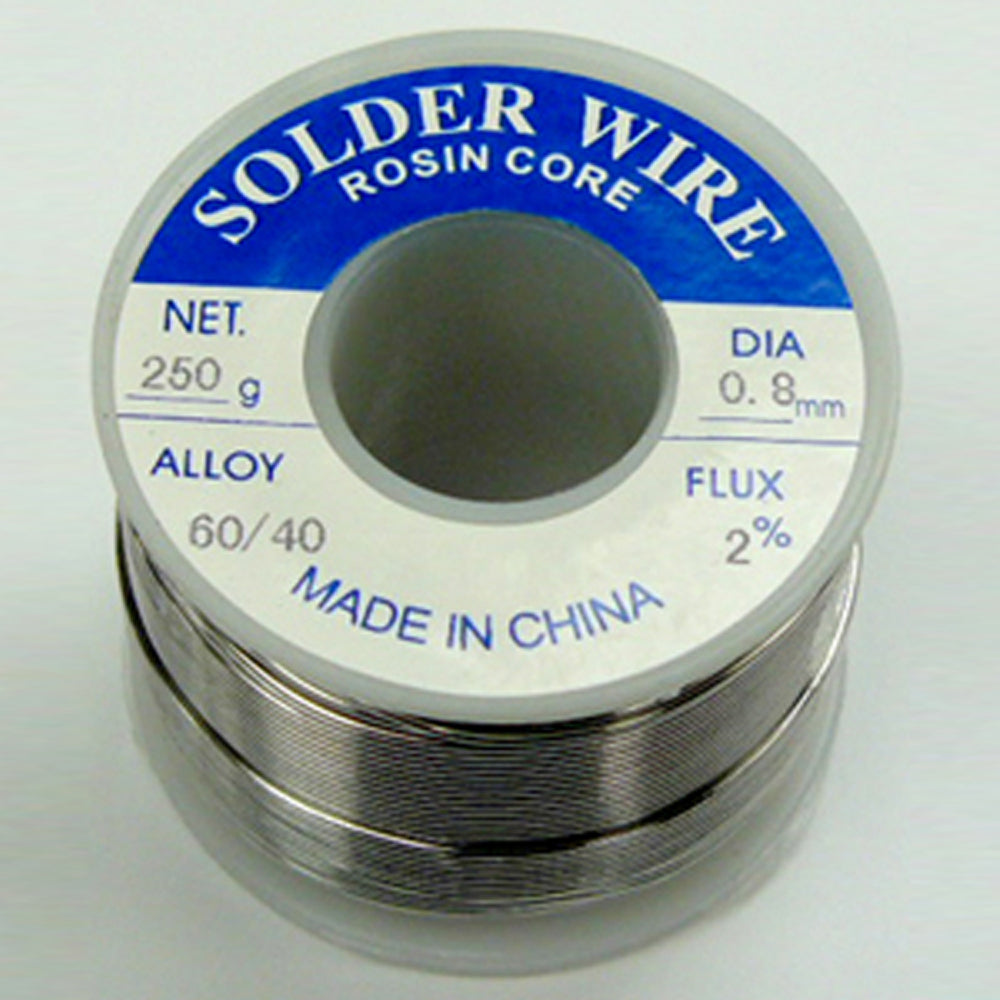 SOLDER WIRE
ROSIN CORE
NET.
250 g
DIA
0.8mm
ALLOY
60/40
FLUX
2%
MADE IN CHINA